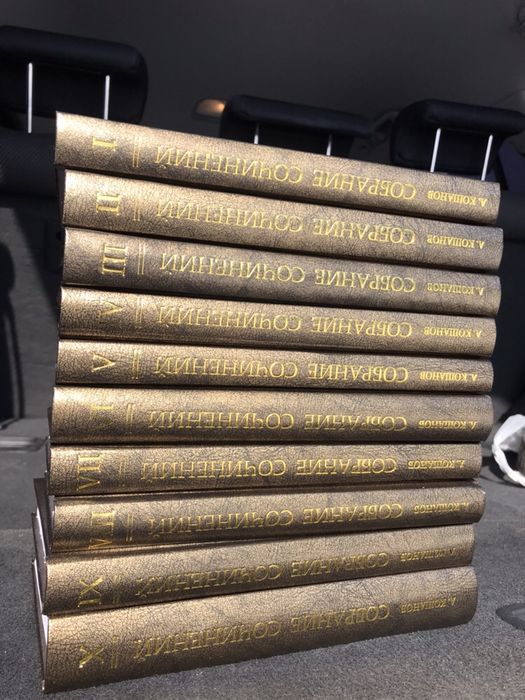 А. КОШАНОВ СОБРАНИЕ СОЧИНЕНИЙ I
А. КОШАНОВ СОБРАНИЕ СОЧИНЕНИЙ II
А. КОШАНОВ СОБРАНИЕ СОЧИНЕНИЙ III
А. КОШАНОВ СОБРАНИЕ СОЧИНЕНИЙ IV
А. КОШАНОВ СОБРАНИЕ СОЧИНЕНИЙ V
А. КОШАНОВ СОБРАНИЕ СОЧИНЕНИЙ VI
А. КОШАНОВ СОБРАНИЕ СОЧИНЕНИЙ VII
А. КОШАНОВ СОБРАНИЕ СОЧИНЕНИЙ VIII
А. КОШАНОВ СОБРАНИЕ СОЧИНЕНИЙ IX
А. КОШАНОВ СОБРАНИЕ СОЧИНЕНИЙ X